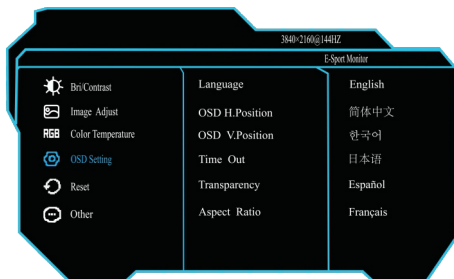 3840×2160@144HZ
E-Sport Monitor
Bri/Contrast
Image Adjust
RGB Color Temperature
OSD Setting
Reset
Other
Language
OSD H.Position
OSD V.Position
Time Out
Transparency
Aspect Ratio
English
简体中文
한국어
日本语
Español
Français